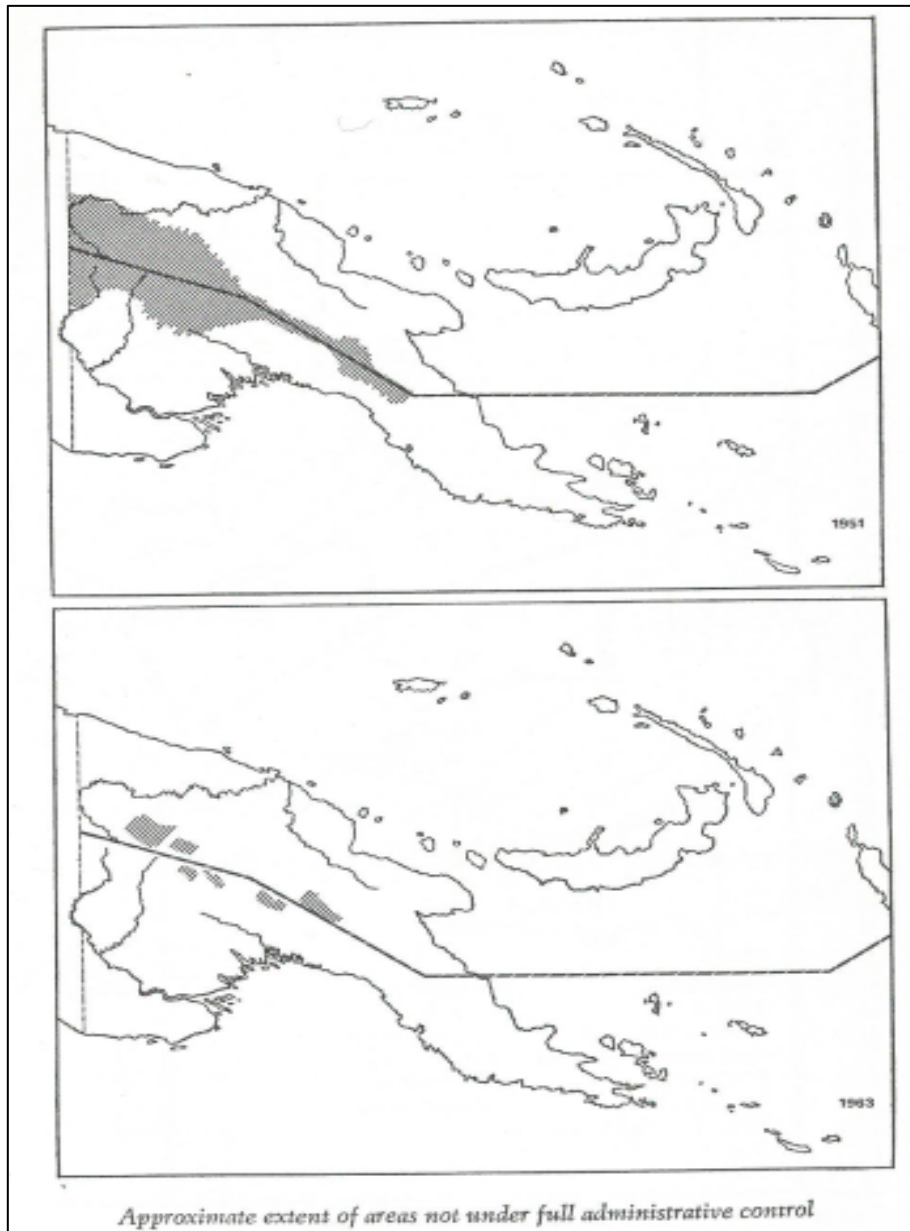 1951
1963
Approximate extent of areas not under full administrative control